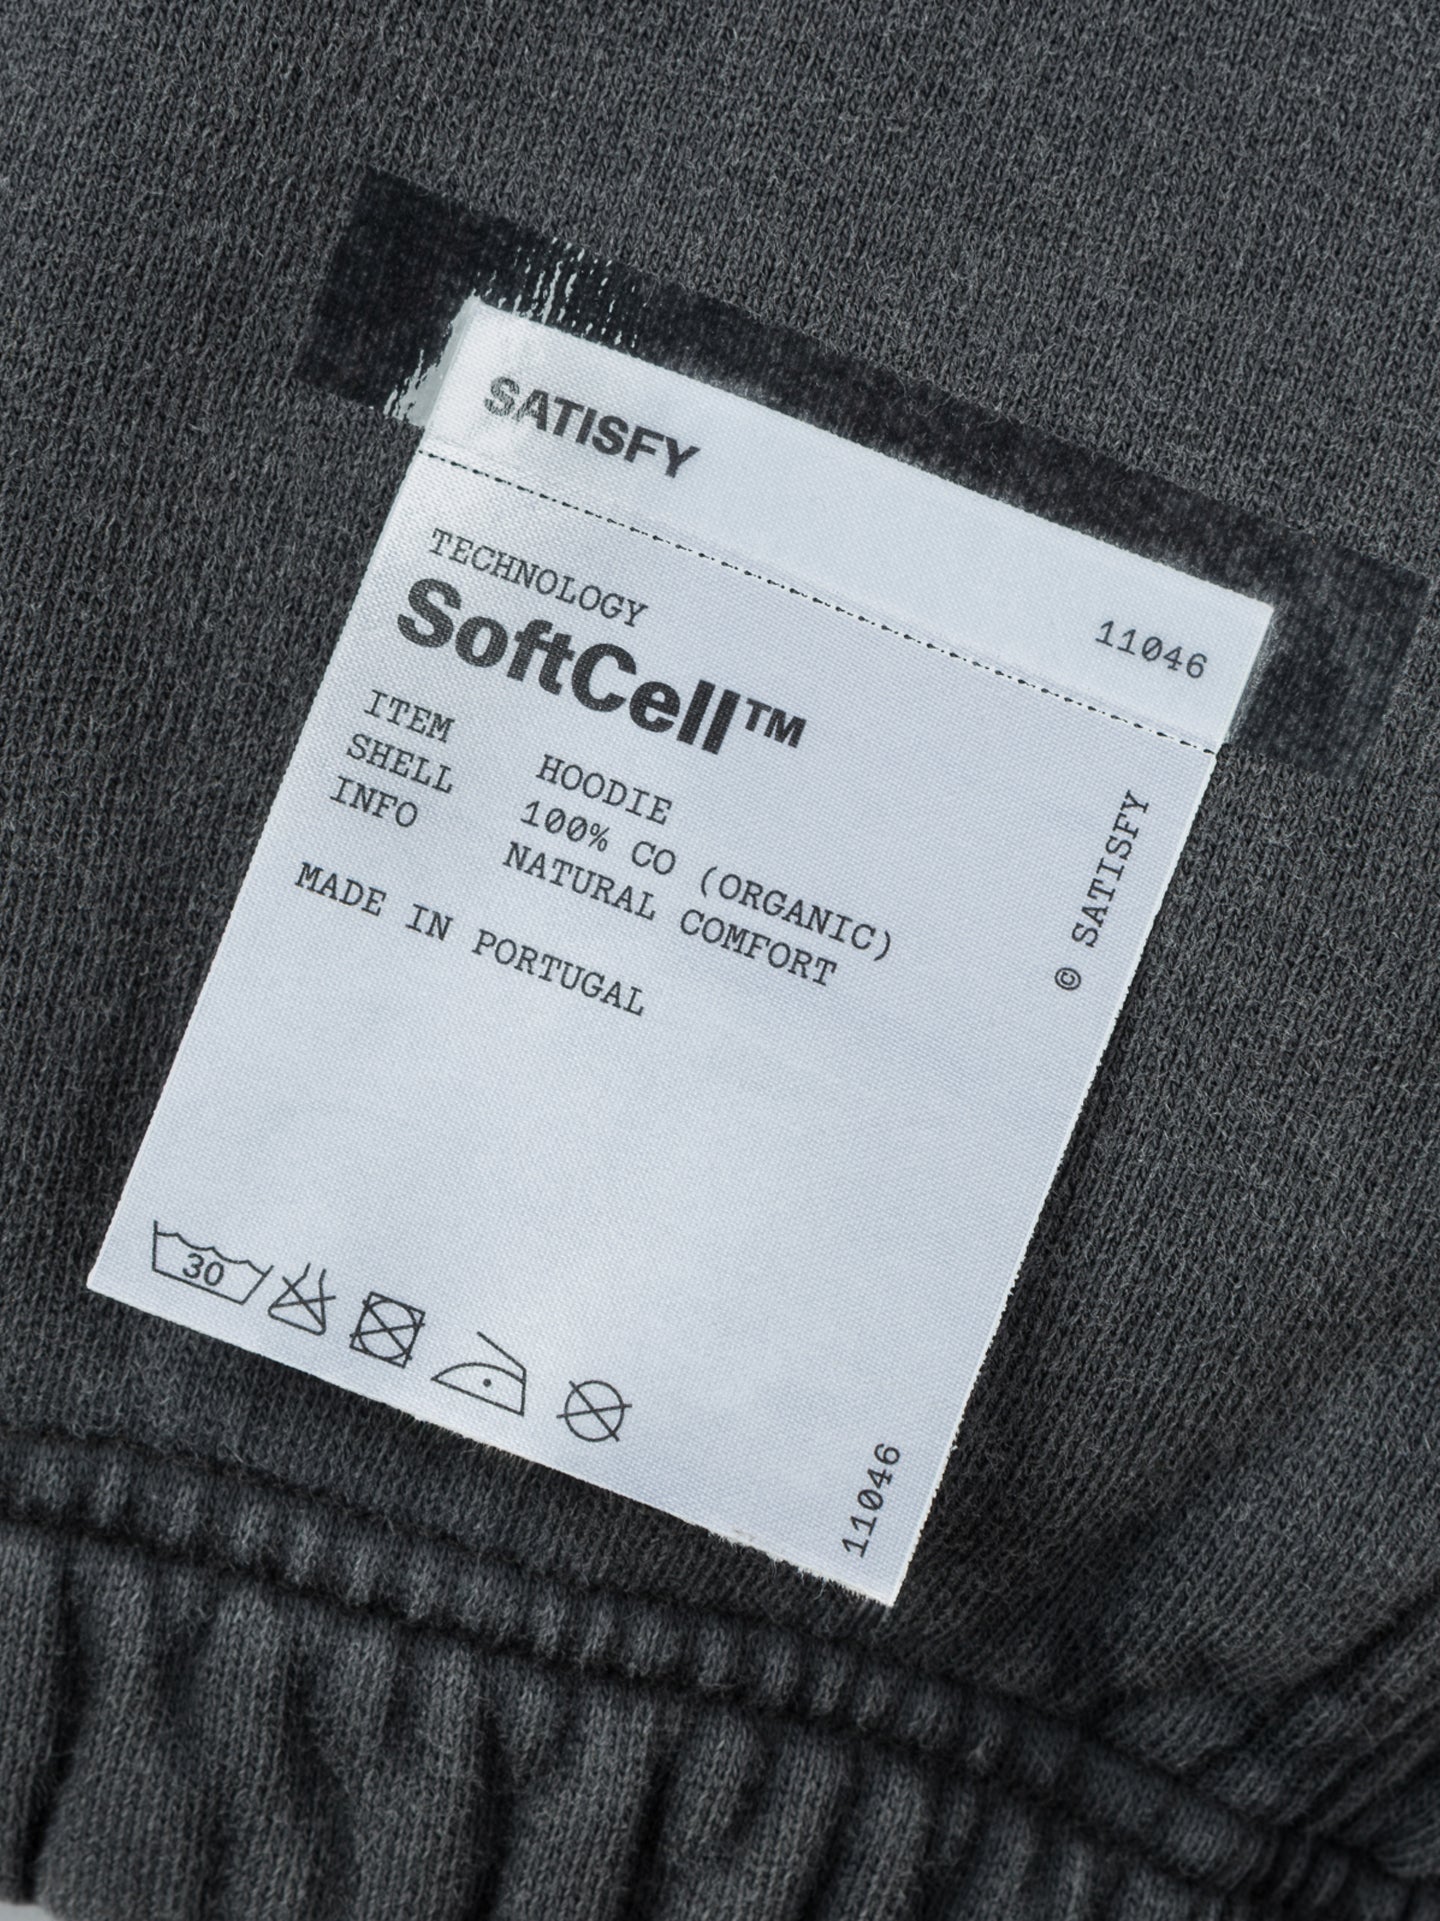 SATISFY
11046
TECHNOLOGY
SoftCell™
ITEM HOODIE
SHELL 100% CO (ORGANIC)
INFO NATURAL COMFORT
MADE IN PORTUGAL
© SATISFY
30
11046